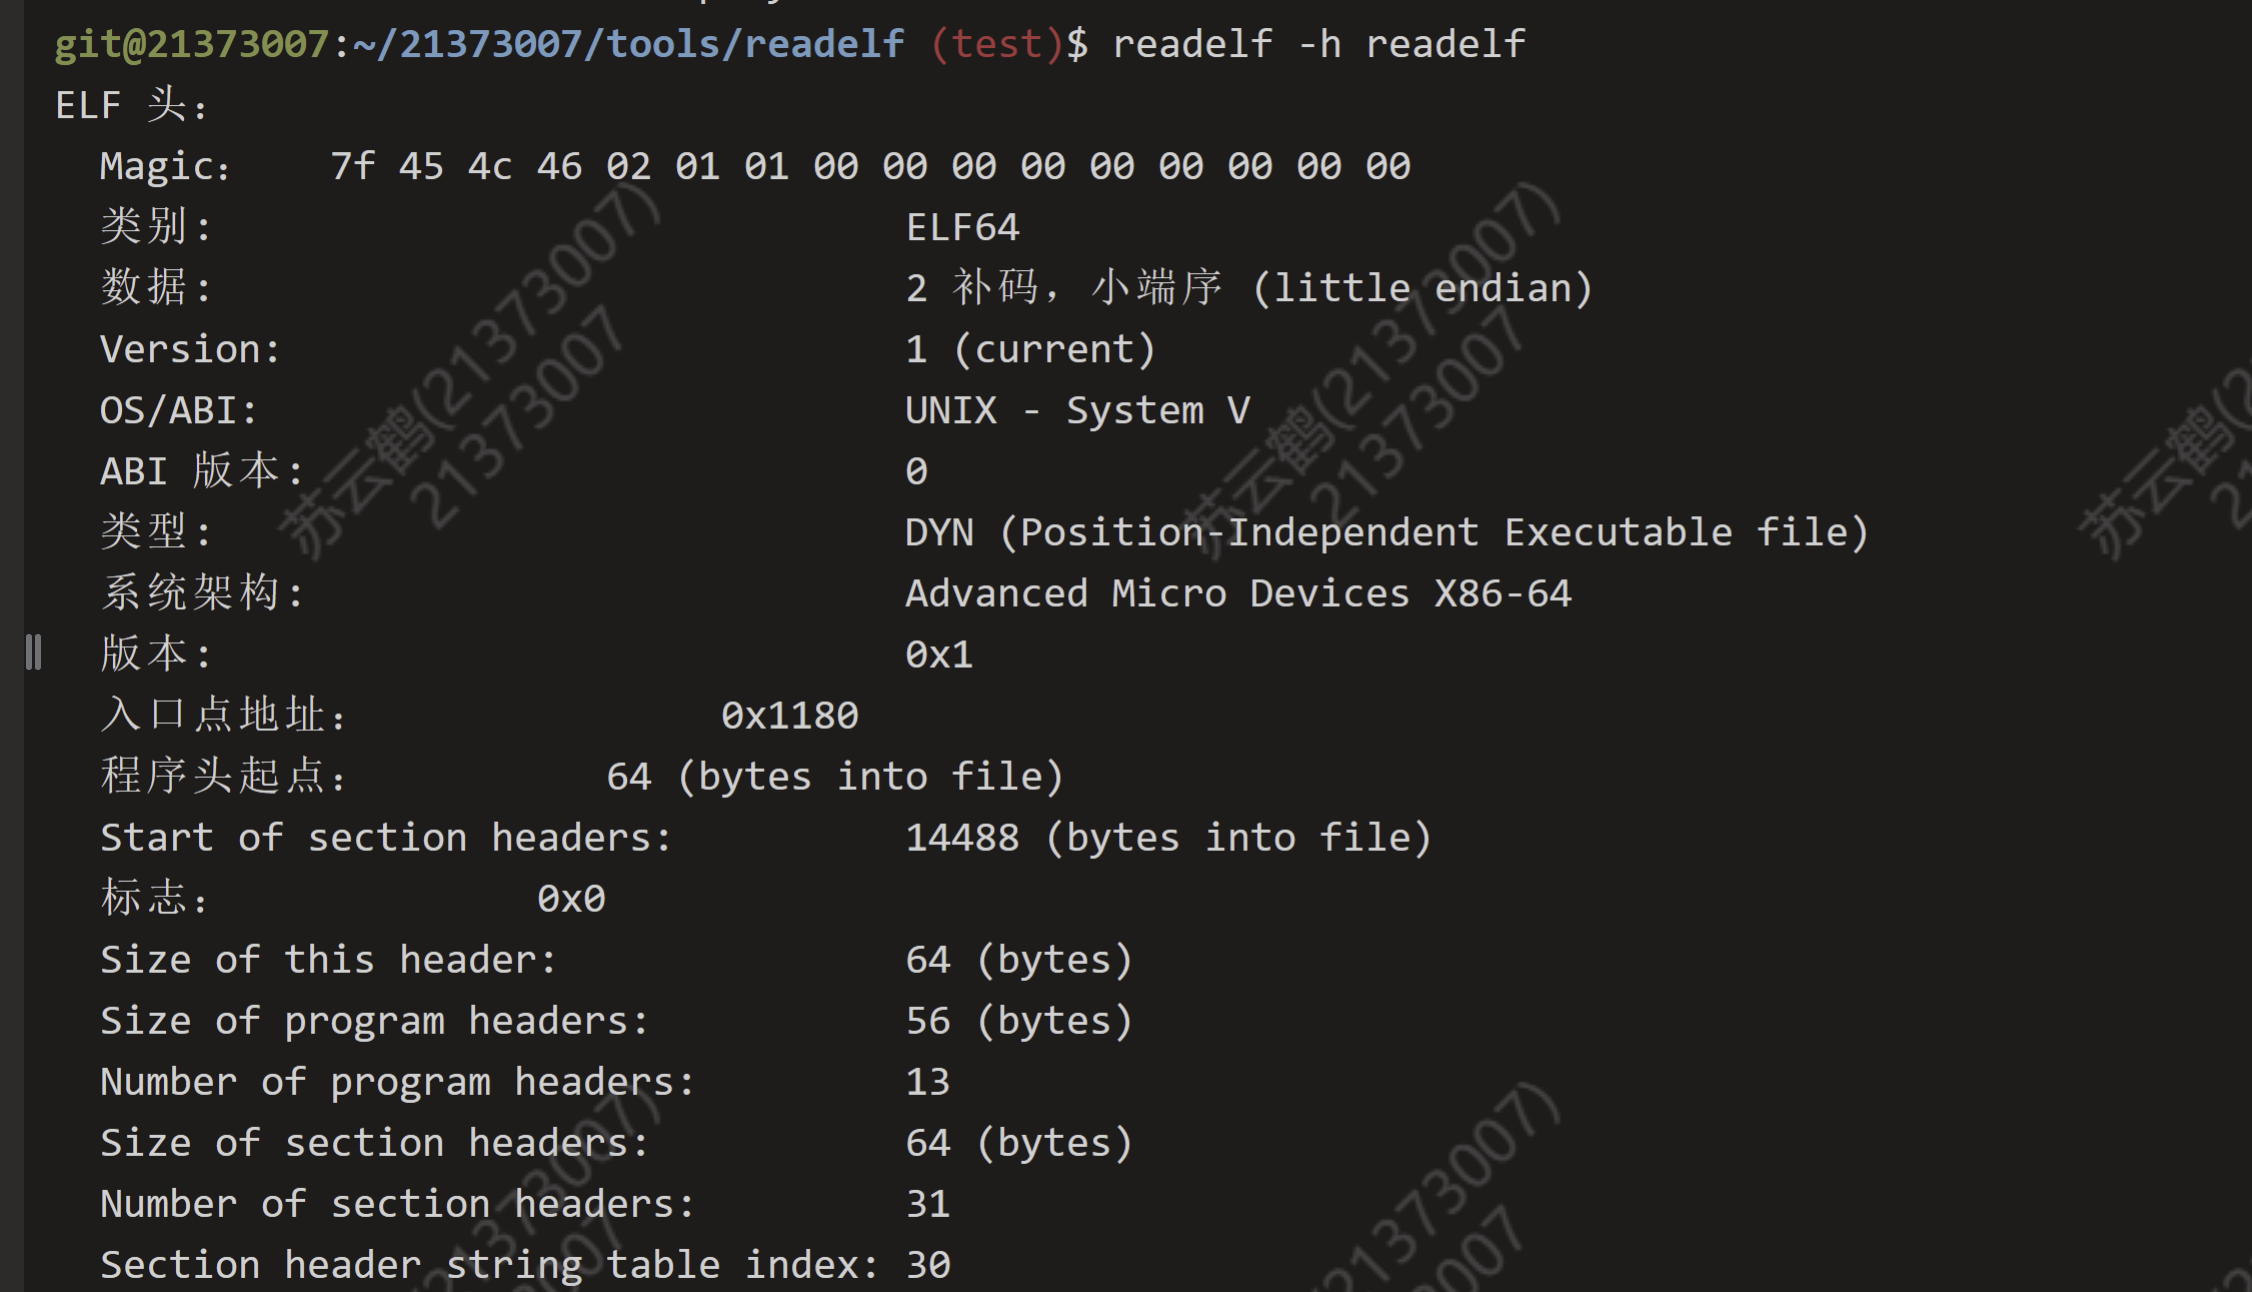 git@21373007:~/21373007/tools/readelf (test)$ readelf -h readelf
ELF 头：
Magic：  7f 45 4c 46 02 01 01 00 00 00 00 00 00 00 00 00
类别: ELF64
数据: 2 补码，小端序 (little endian)
Version: 1 (current)
OS/ABI: UNIX - System V
ABI 版本: 0
类型: DYN (Position-Independent Executable file)
系统架构: Advanced Micro Devices X86-64
版本: 0x1
入口点地址： 0x1180
程序头起点： 64 (bytes into file)
Start of section headers: 14488 (bytes into file)
标志： 0x0
Size of this header: 64 (bytes)
Size of program headers: 56 (bytes)
Number of program headers: 13
Size of section headers: 64 (bytes)
Number of section headers: 31
Section header string table index: 30
苏云鹤(21373007)
21373007
苏云鹤(21373007)
21373007